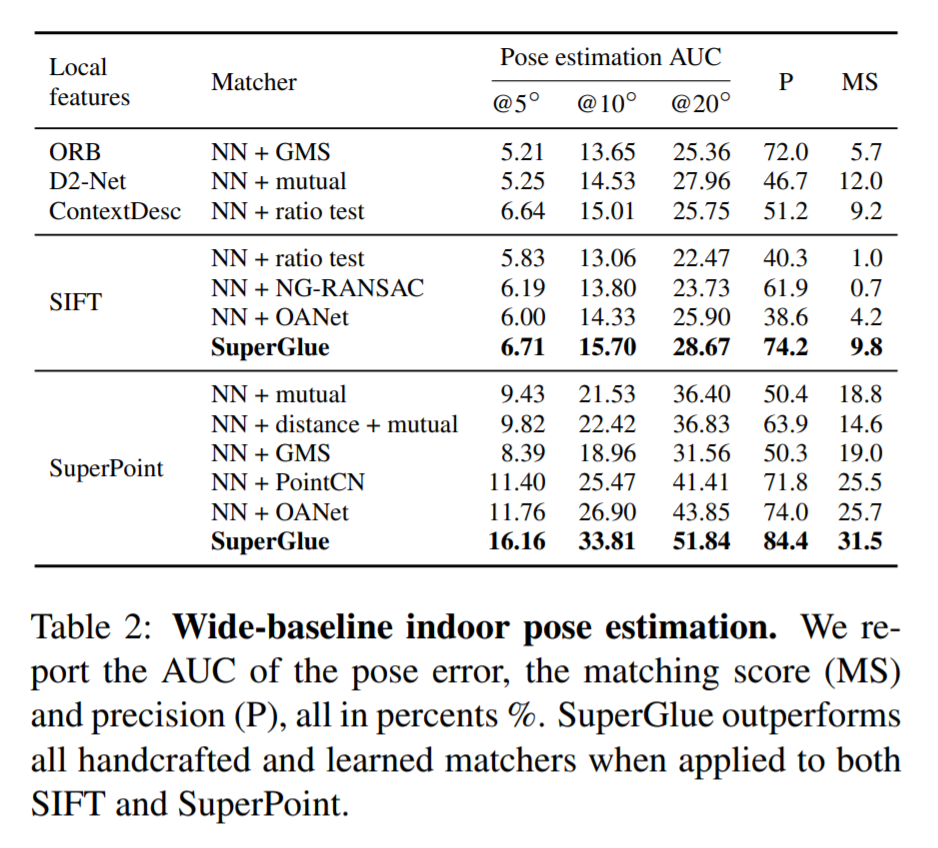 Local features Matcher Pose estimation AUC P MS
@5° @10° @20°
ORB NN + GMS 5.21 13.65 25.36 72.0 5.7
D2-Net NN + mutual 5.25 14.53 27.96 46.7 12.0
ContextDesc NN + ratio test 6.64 15.01 25.75 51.2 9.2
SIFT NN + ratio test 5.83 13.06 22.47 40.3 1.0
NN + NG-RANSAC 6.19 13.80 23.73 61.9 0.7
NN + OANet 6.00 14.33 25.90 38.6 4.2
SuperGlue 6.71 15.70 28.67 74.2 9.8
SuperPoint NN + mutual 9.43 21.53 36.40 50.4 18.8
NN + distance + mutual 9.82 22.42 36.83 63.9 14.6
NN + GMS 8.39 18.96 31.56 50.3 19.0
NN + PointCN 11.40 25.47 41.41 71.8 25.5
NN + OANet 11.76 26.90 43.85 74.0 25.7
SuperGlue 16.16 33.81 51.84 84.4 31.5
Table 2: Wide-baseline indoor pose estimation. We re-
port the AUC of the pose error, the matching score (MS)
and precision (P), all in percents %. SuperGlue outperforms
all handcrafted and learned matchers when applied to both
SIFT and SuperPoint.